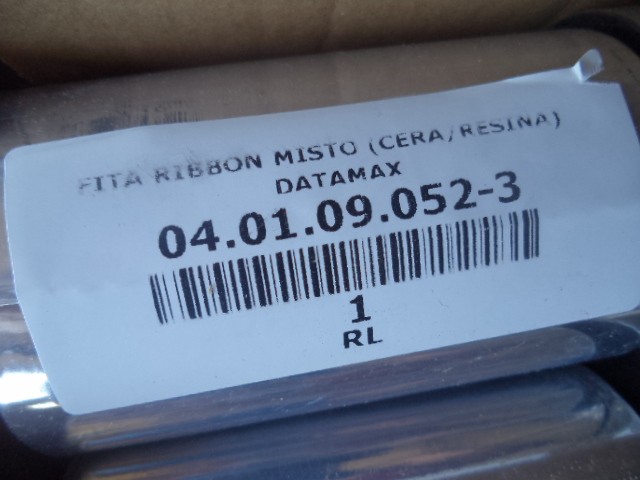 FITA RIBBON MISTO (CERA/RESINA)
DATAMAX
04.01.09.052-3
1
RL